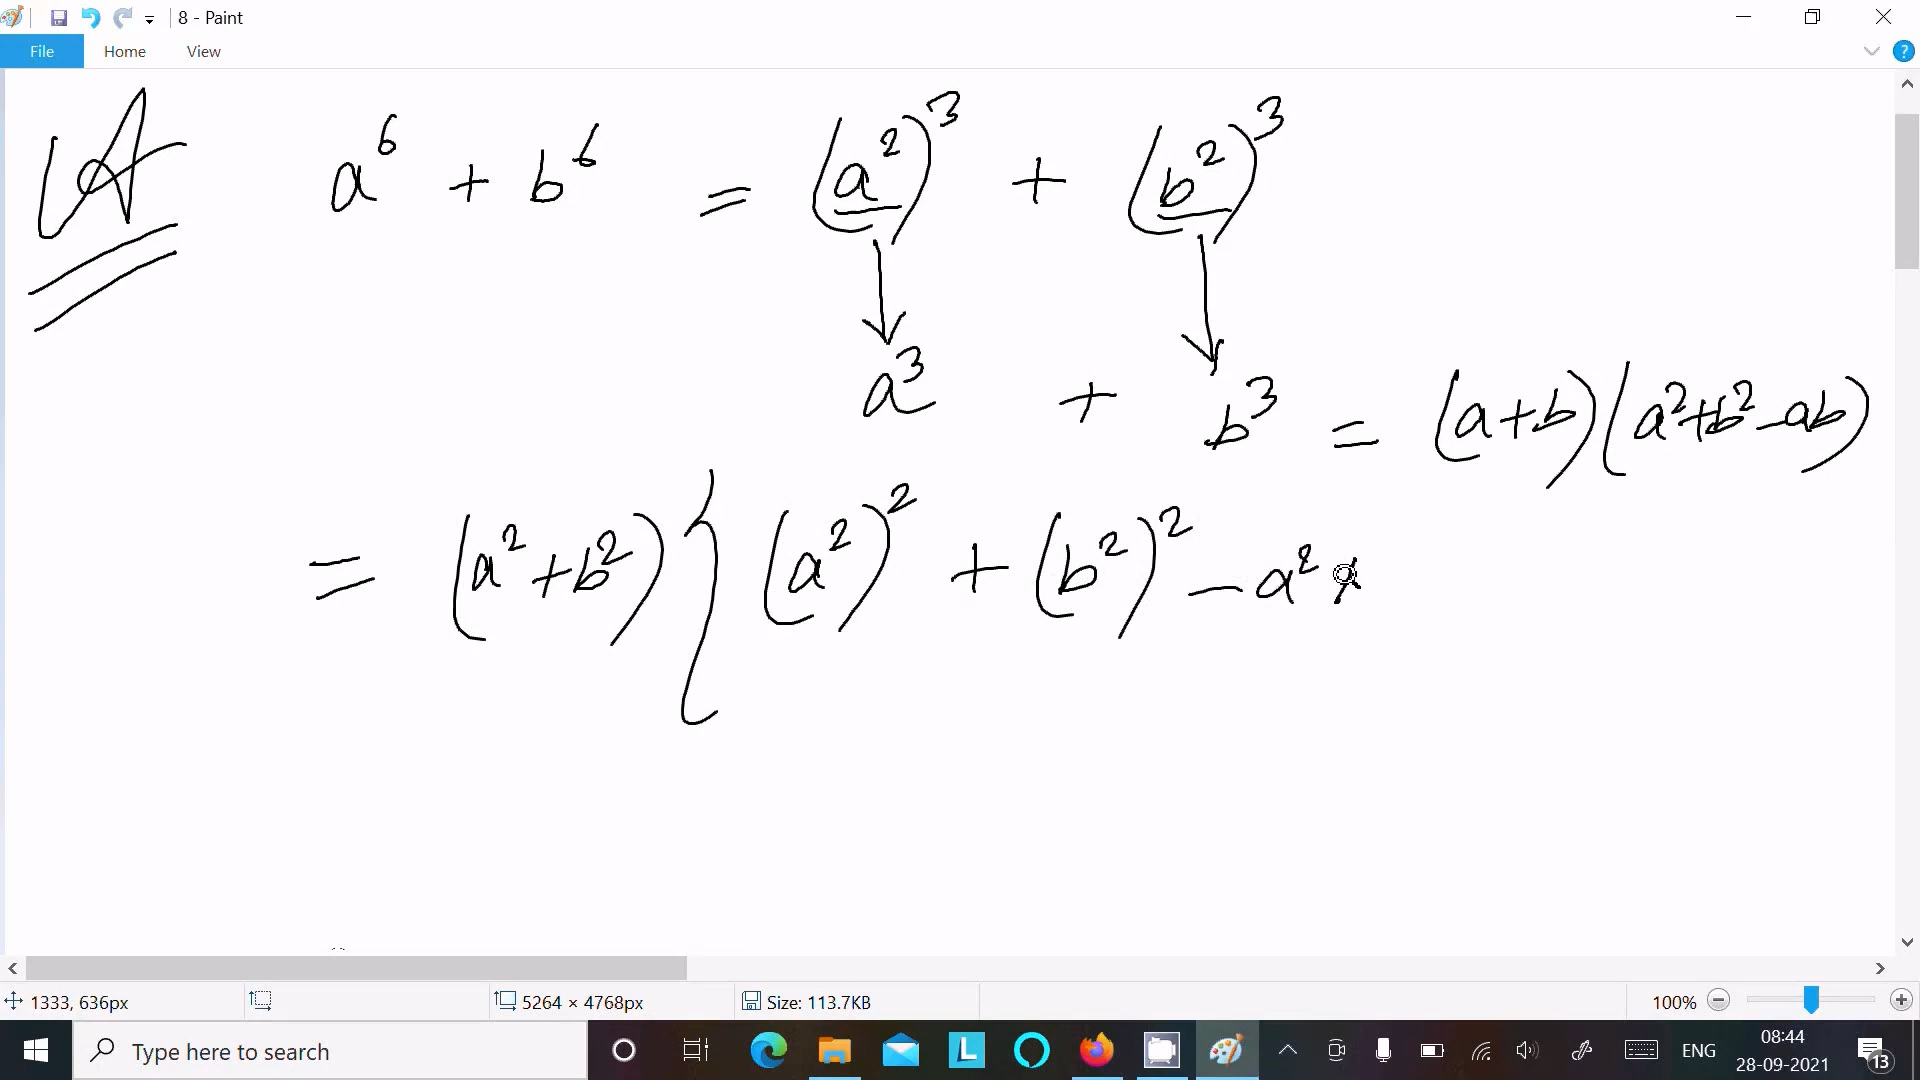 8 - Paint
File Home View
A a⁶ + b⁶ = (a²)³ + (b²)³
a³ + b³ = (a+b)(a²+b²-ab)
= (a²+b²){(a²)² + (b²)² - a² ×
1333, 636px 5264 × 4768px Size: 113.7KB 100%
Type here to search L ENG 08:44
28-09-2021 13